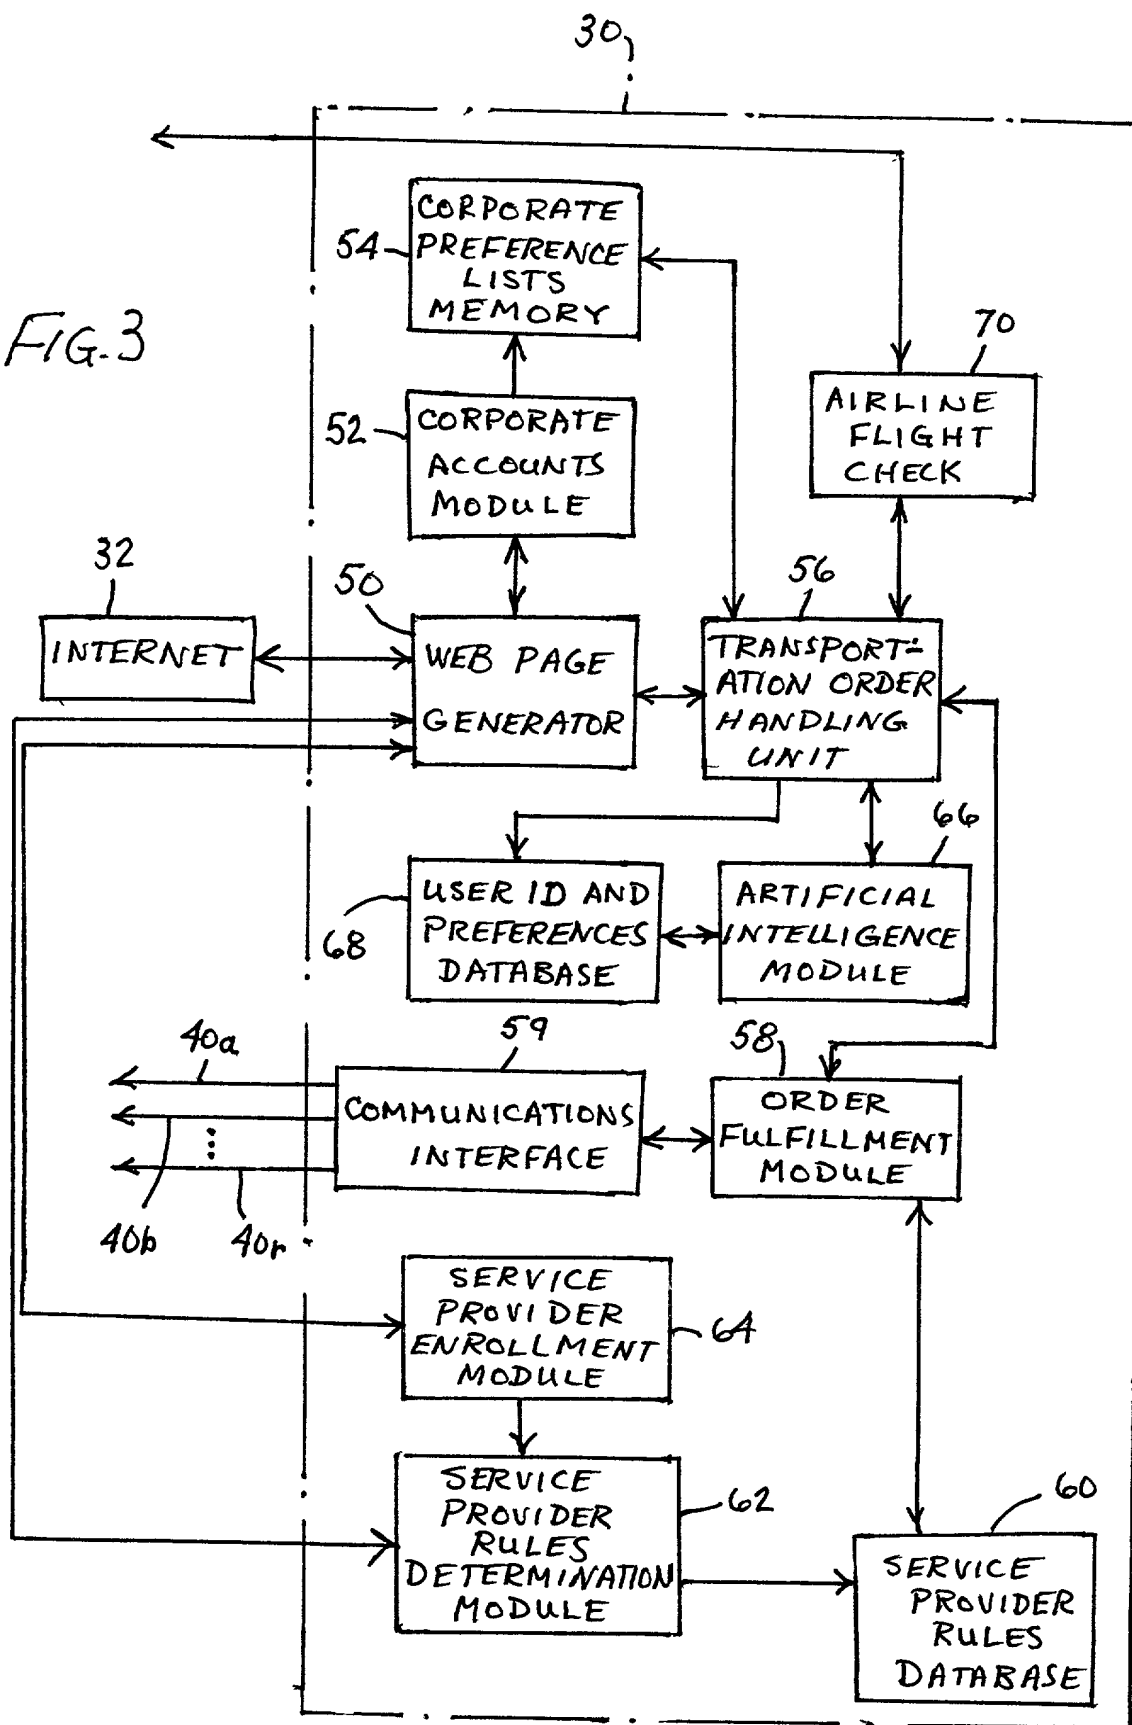 30
CORPORATE
PREFERENCE
LISTS
MEMORY
54
FIG. 3
70
AIRLINE
FLIGHT
CHECK
52
CORPORATE
ACCOUNTS
MODULE
32
INTERNET
50
WEB PAGE
GENERATOR
56
TRANSPORT-
ATION ORDER
HANDLING
UNIT
66
USER ID AND
PREFERENCES
DATABASE
68
ARTIFICIAL
INTELLIGENCE
MODULE
40a
59
58
COMMUNICATIONS
INTERFACE
ORDER
FULFILLMENT
MODULE
40b
40n
SERVICE
PROVIDER
ENROLLMENT
MODULE
64
SERVICE
PROVIDER
RULES
DETERMINATION
MODULE
62
60
SERVICE
PROVIDER
RULES
DATABASE